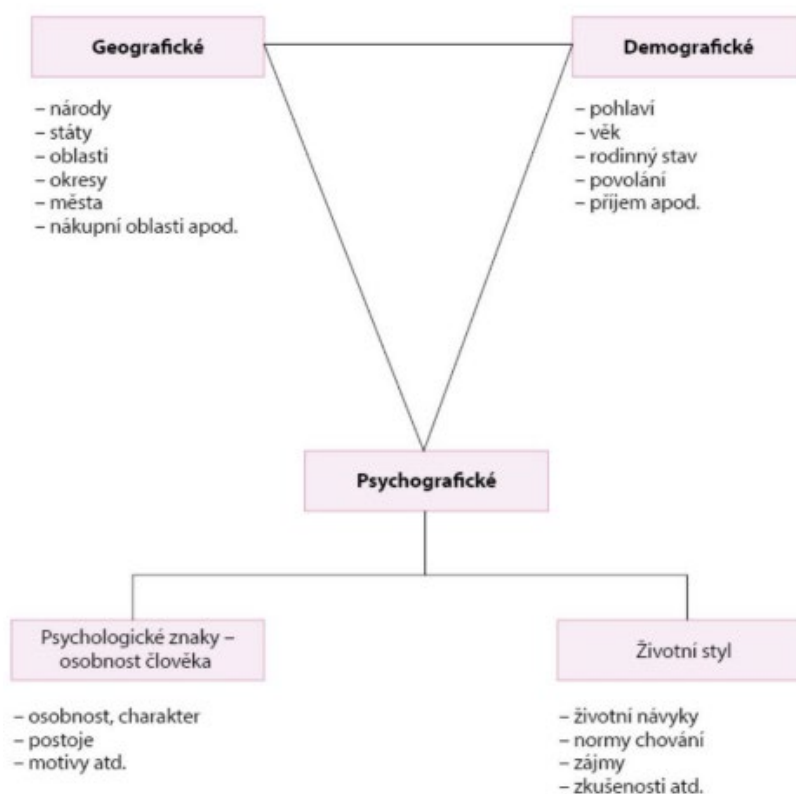 Geografické
– národy
– státy
– oblasti
– okresy
– města
– nákupní oblasti apod.
Demografické
– pohlaví
– věk
– rodinný stav
– povolání
– příjem apod.
Psychografické
Psychologické znaky –
osobnost člověka
– osobnost, charakter
– postoje
– motivy atd.
Životní styl
– životní návyky
– normy chování
– zájmy
– zkušenosti atd.